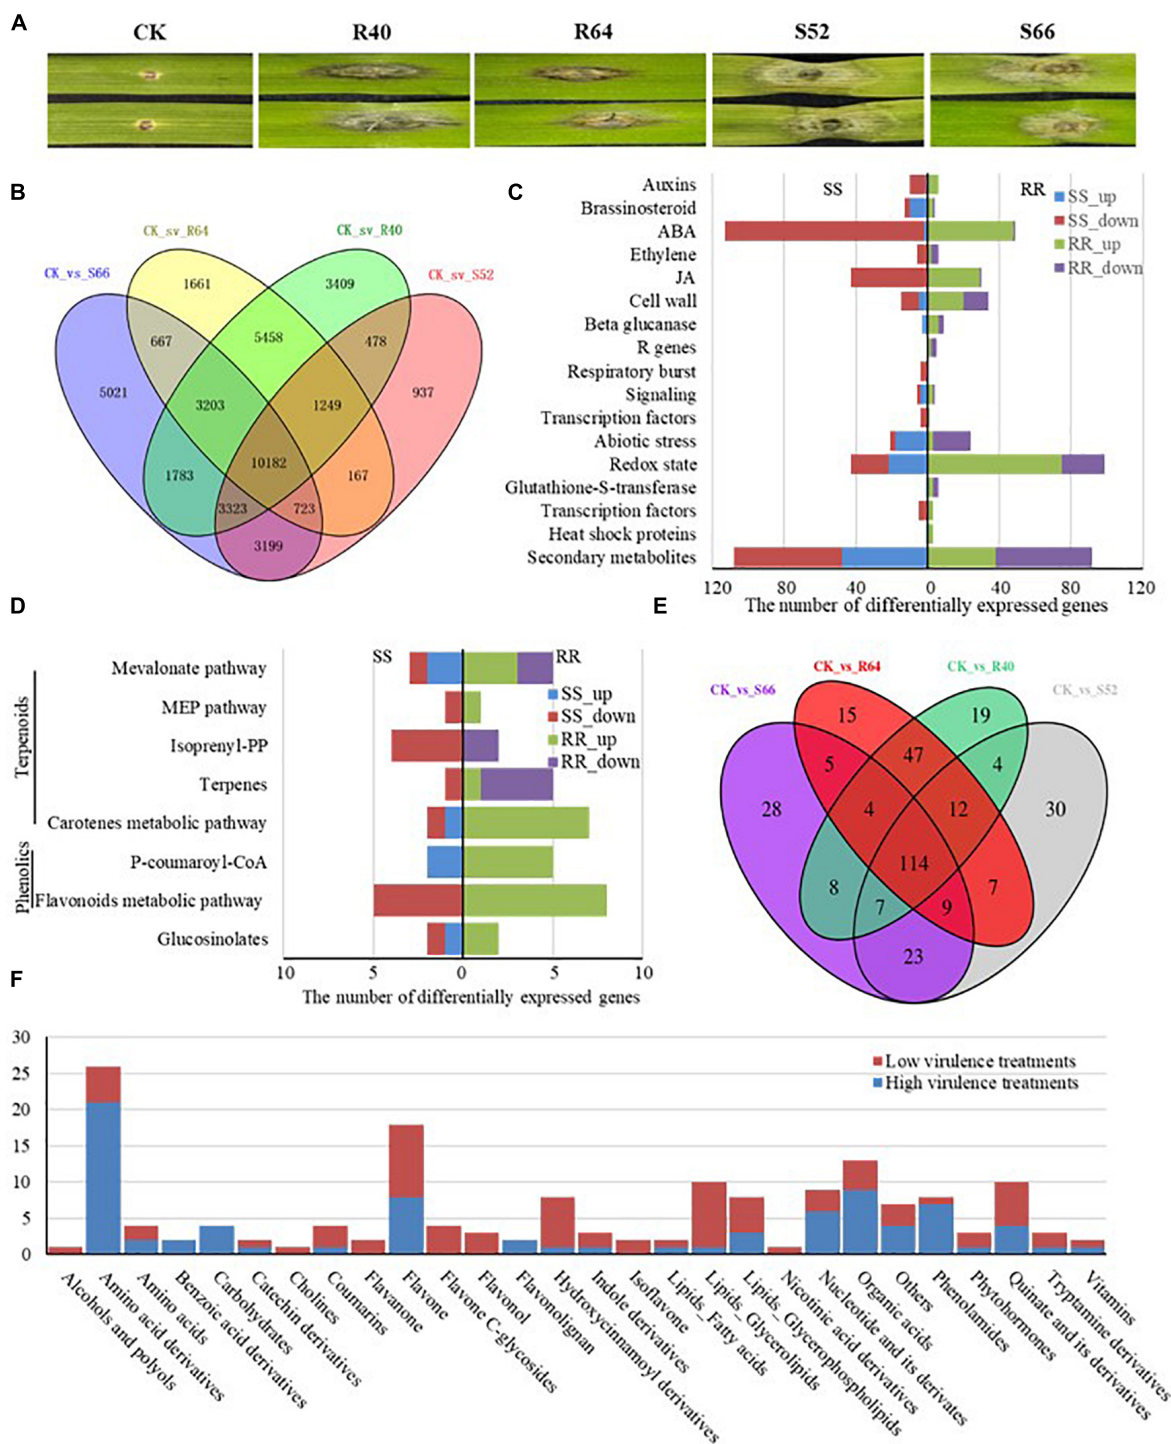 A
CK R40 R64 S52 S66
B
CK_sv_R64 CK_sv_R40
CK_vs_S66 CK_sv_S52
1661 3409
667 5458 478
5021 3203 1249 937
1783 10182 167
3323 723
3199
C
SS RR
SS_up
SS_down
RR_up
RR_down
Auxins
Brassinosteroid
ABA
Ethylene
JA
Cell wall
Beta glucanase
R genes
Respiratory burst
Signaling
Transcription factors
Abiotic stress
Redox state
Glutathione-S-transferase
Transcription factors
Heat shock proteins
Secondary metabolites
120 80 40 0 40 80 120
The number of differentially expressed genes
D
SS RR
SS_up
SS_down
RR_up
RR_down
Terpenoids
Phenolics
Mevalonate pathway
MEP pathway
Isoprenyl-PP
Terpenes
Carotenes metabolic pathway
P-coumaroyl-CoA
Flavonoids metabolic pathway
Glucosinolates
10 5 0 5 10
The number of differentially expressed genes
E
CK_vs_R64 CK_vs_R40
CK_vs_S66 CK_vs_S52
15 19
5 47 4
28 4 12 30
114
8 7 9 7
23
F
30
25
20
15
10
5
0
Low virulence treatments
High virulence treatments
Alcohols and polyols
Amino acid derivatives
Amino acids
Benzoic acid derivatives
Carbohydrates
Catechin derivatives
Cholines
Coumarins
Flavanone
Flavone
Flavone C-glycosides
Flavonol
Flavonolignan
Hydroxycinnamoyl derivatives
Indole derivatives
Isoflavone
Lipids_Fatty acids
Lipids_Glycerolipids
Lipids_Glycerophospholipids
Nicotinic acid derivatives
Nucleotide and its derivates
Organic acids
Others
Phenolamides
Phytohormones
Quinate and its derivatives
Tryptamine derivatives
Vitamins